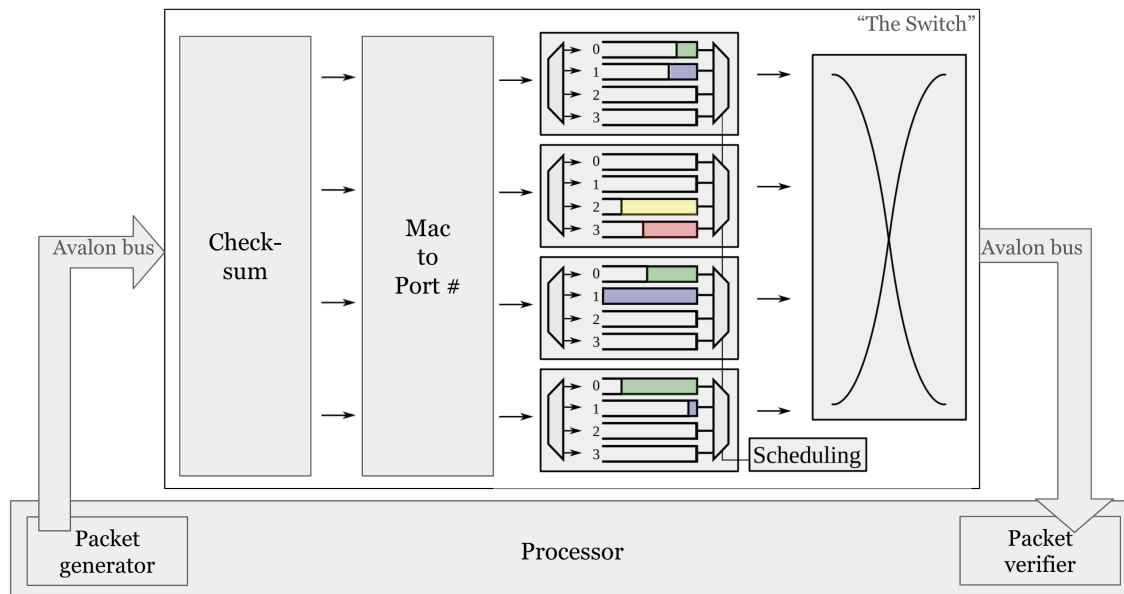 “The Switch”
Check-
sum
Mac
to
Port #
0
1
2
3
0
1
2
3
0
1
2
3
0
1
2
3
Scheduling
Avalon bus
Avalon bus
Packet
generator
Processor
Packet
verifier